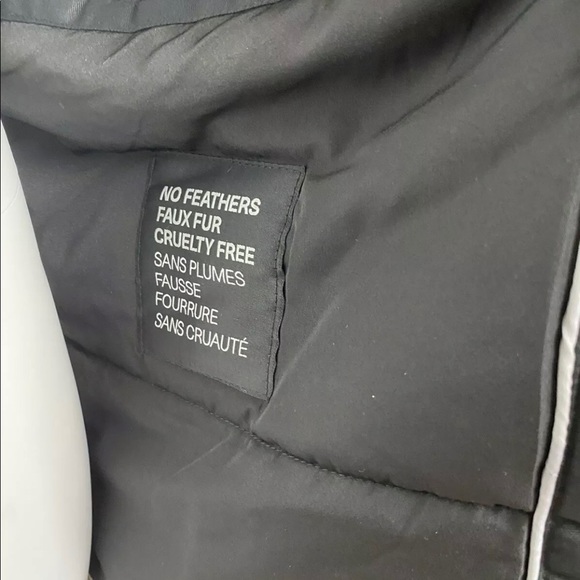 NO FEATHERS
FAUX FUR
CRUELTY FREE
SANS PLUMES
FAUSSE
FOURRURE
SANS CRUAUTÉ